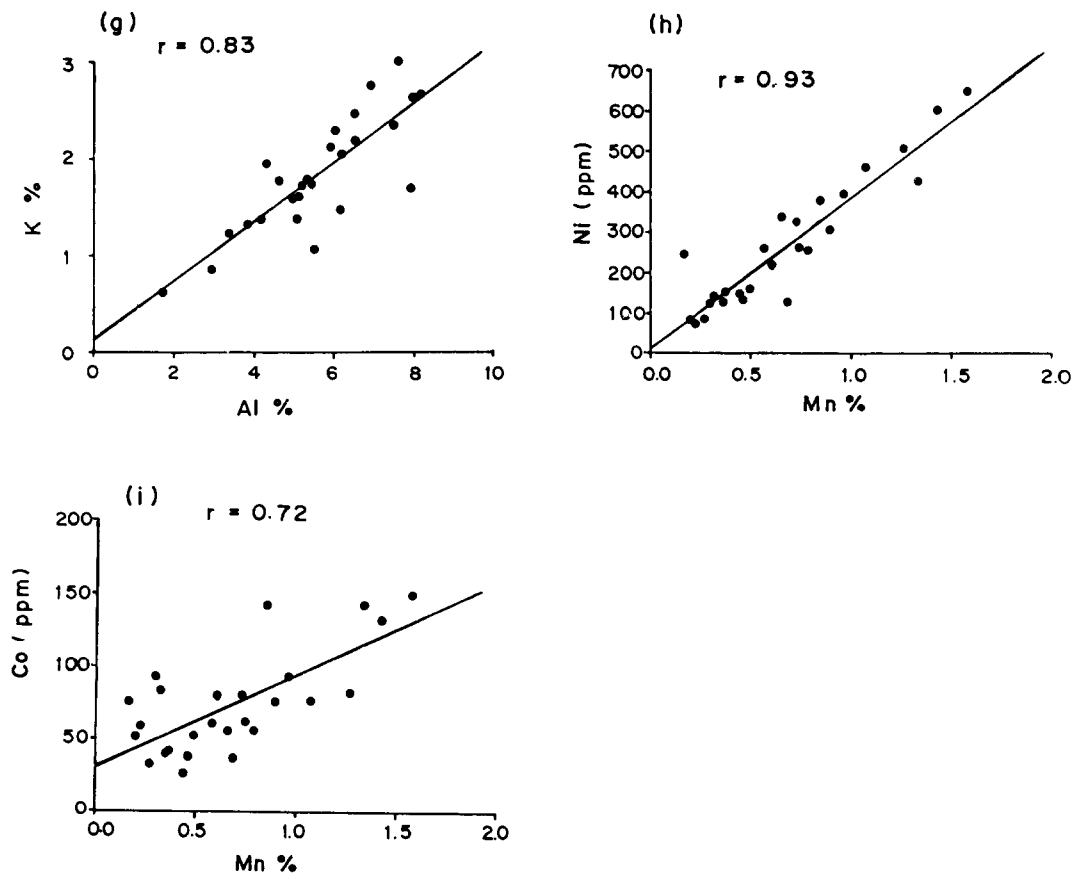 (g)
r = 0.83
3
2
1
0
K %
0 2 4 6 8 10
Al %
(h)
r = 0.93
700
600
500
400
300
200
100
0
Ni (ppm)
0.0 0.5 1.0 1.5 2.0
Mn %
(i)
r = 0.72
200
150
100
50
0
Co (ppm)
0.0 0.5 1.0 1.5 2.0
Mn %